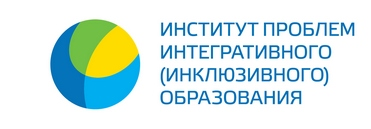 ИНСТИТУТ ПРОБЛЕМ
ИНТЕГРАТИВНОГО
(ИНКЛЮЗИВНОГО)
ОБРАЗОВАНИЯ